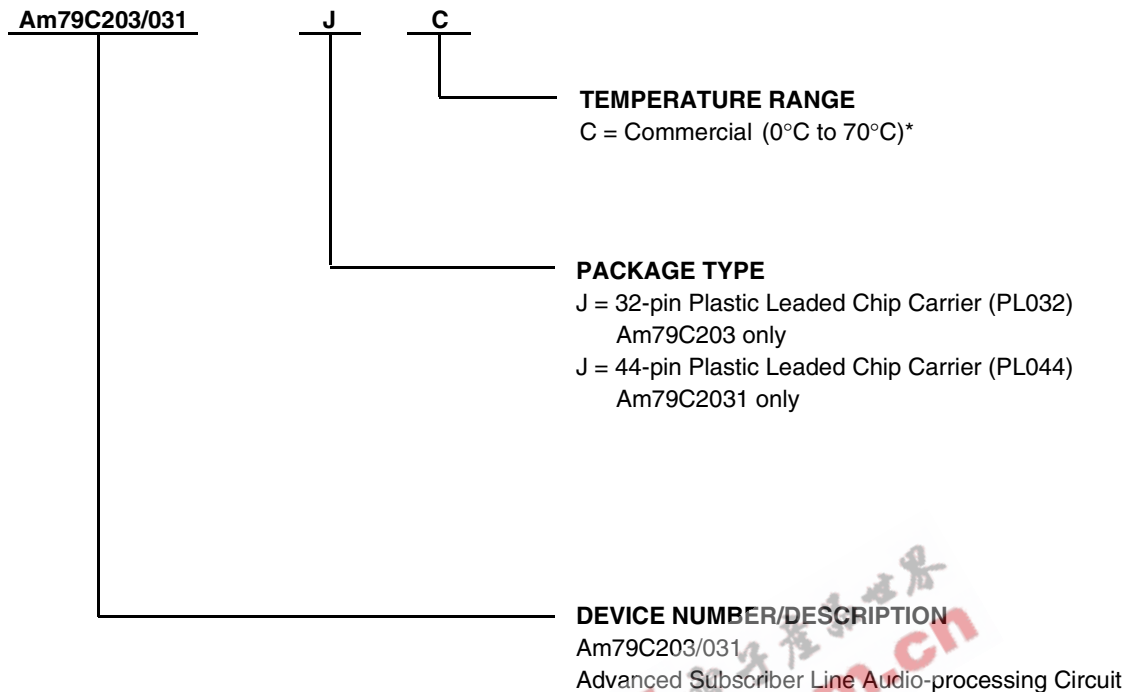 Am79C203/031 J C
TEMPERATURE RANGE
C = Commercial (0°C to 70°C)*
PACKAGE TYPE
J = 32-pin Plastic Leaded Chip Carrier (PL032)
Am79C203 only
J = 44-pin Plastic Leaded Chip Carrier (PL044)
Am79C2031 only
DEVICE NUMBER/DESCRIPTION
Am79C203/031
Advanced Subscriber Line Audio-processing Circuit